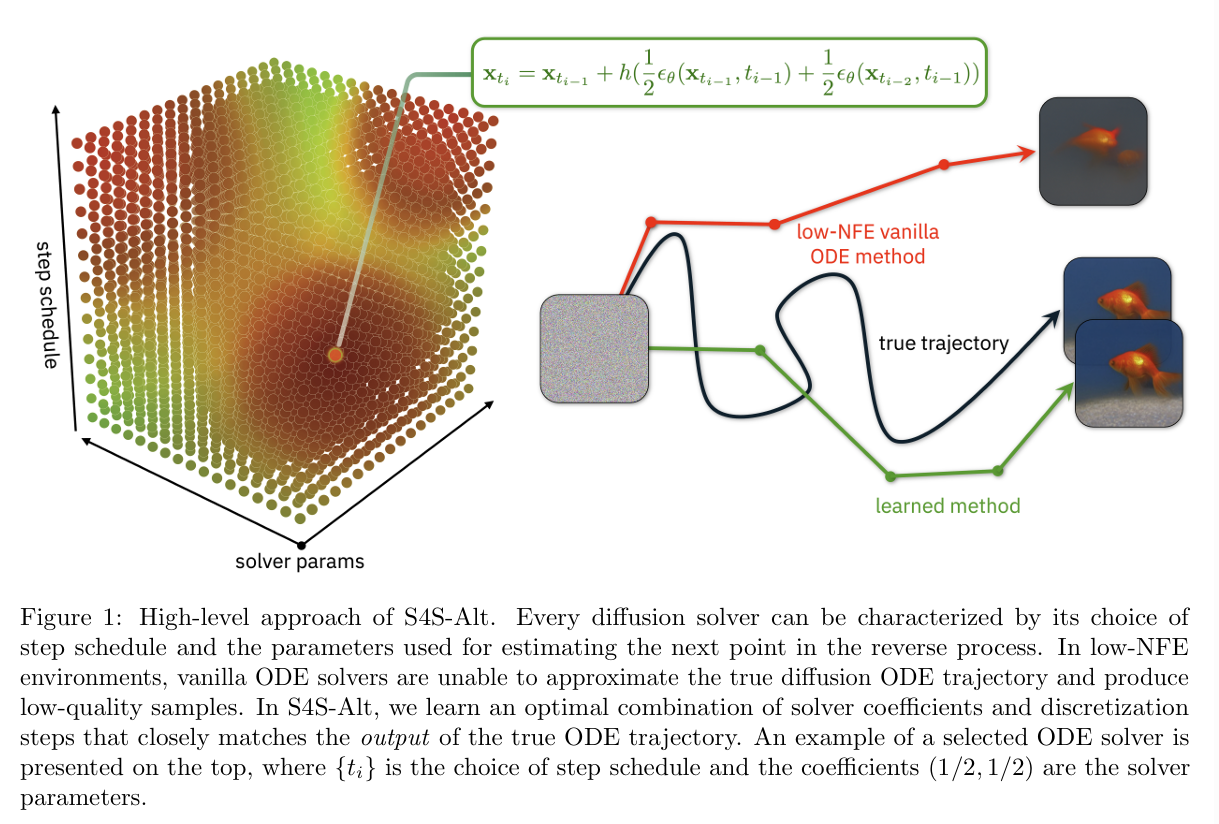 $\mathbf{x}_{t_i} = \mathbf{x}_{t_{i-1}} + h(\frac{1}{2}\epsilon_\theta(\mathbf{x}_{t_{i-1}}, t_{i-1}) + \frac{1}{2}\epsilon_\theta(\mathbf{x}_{t_{i-2}}, t_{i-1}))$
step schedule
solver params
low-NFE vanilla
ODE method
true trajectory
learned method
Figure 1: High-level approach of S4S-Alt. Every diffusion solver can be characterized by its choice of
step schedule and the parameters used for estimating the next point in the reverse process. In low-NFE
environments, vanilla ODE solvers are unable to approximate the true diffusion ODE trajectory and produce
low-quality samples. In S4S-Alt, we learn an optimal combination of solver coefficients and discretization
steps that closely matches the output of the true ODE trajectory. An example of a selected ODE solver is
presented on the top, where {t_i} is the choice of step schedule and the coefficients (1/2, 1/2) are the solver
parameters.